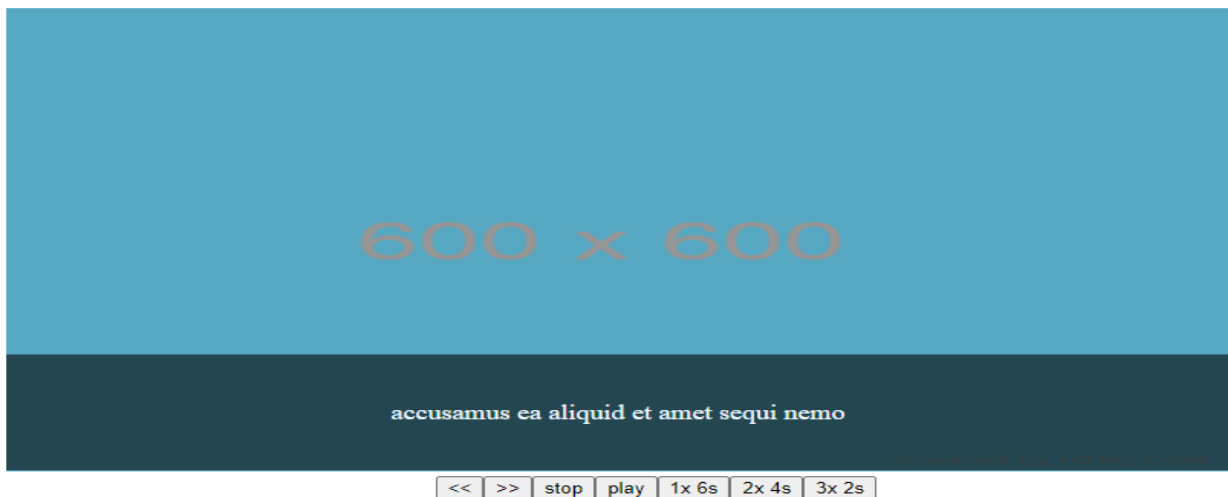 600 x 600
accusamus ea aliquid et amet sequi nemo
<< >> stop play 1x 6s 2x 4s 3x 2s